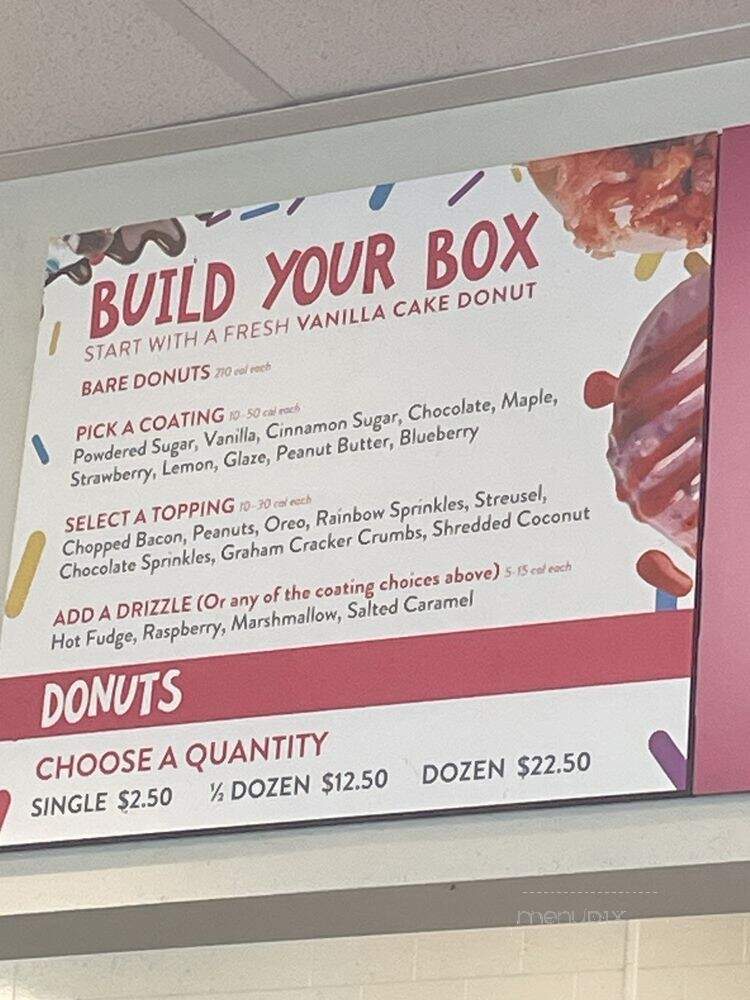 BUILD YOUR BOX
START WITH A FRESH VANILLA CAKE DONUT
BARE DONUTS 210 cal each
PICK A COATING 10-50 cal each
Powdered Sugar, Vanilla, Cinnamon Sugar, Chocolate, Maple,
Strawberry, Lemon, Glaze, Peanut Butter, Blueberry
SELECT A TOPPING 10-30 cal each
Chopped Bacon, Peanuts, Oreo, Rainbow Sprinkles, Streusel,
Chocolate Sprinkles, Graham Cracker Crumbs, Shredded Coconut
ADD A DRIZZLE (Or any of the coating choices above) 5-15 cal each
Hot Fudge, Raspberry, Marshmallow, Salted Caramel
DONUTS
CHOOSE A QUANTITY
SINGLE $2.50 ½ DOZEN $12.50 DOZEN $22.50
menupix